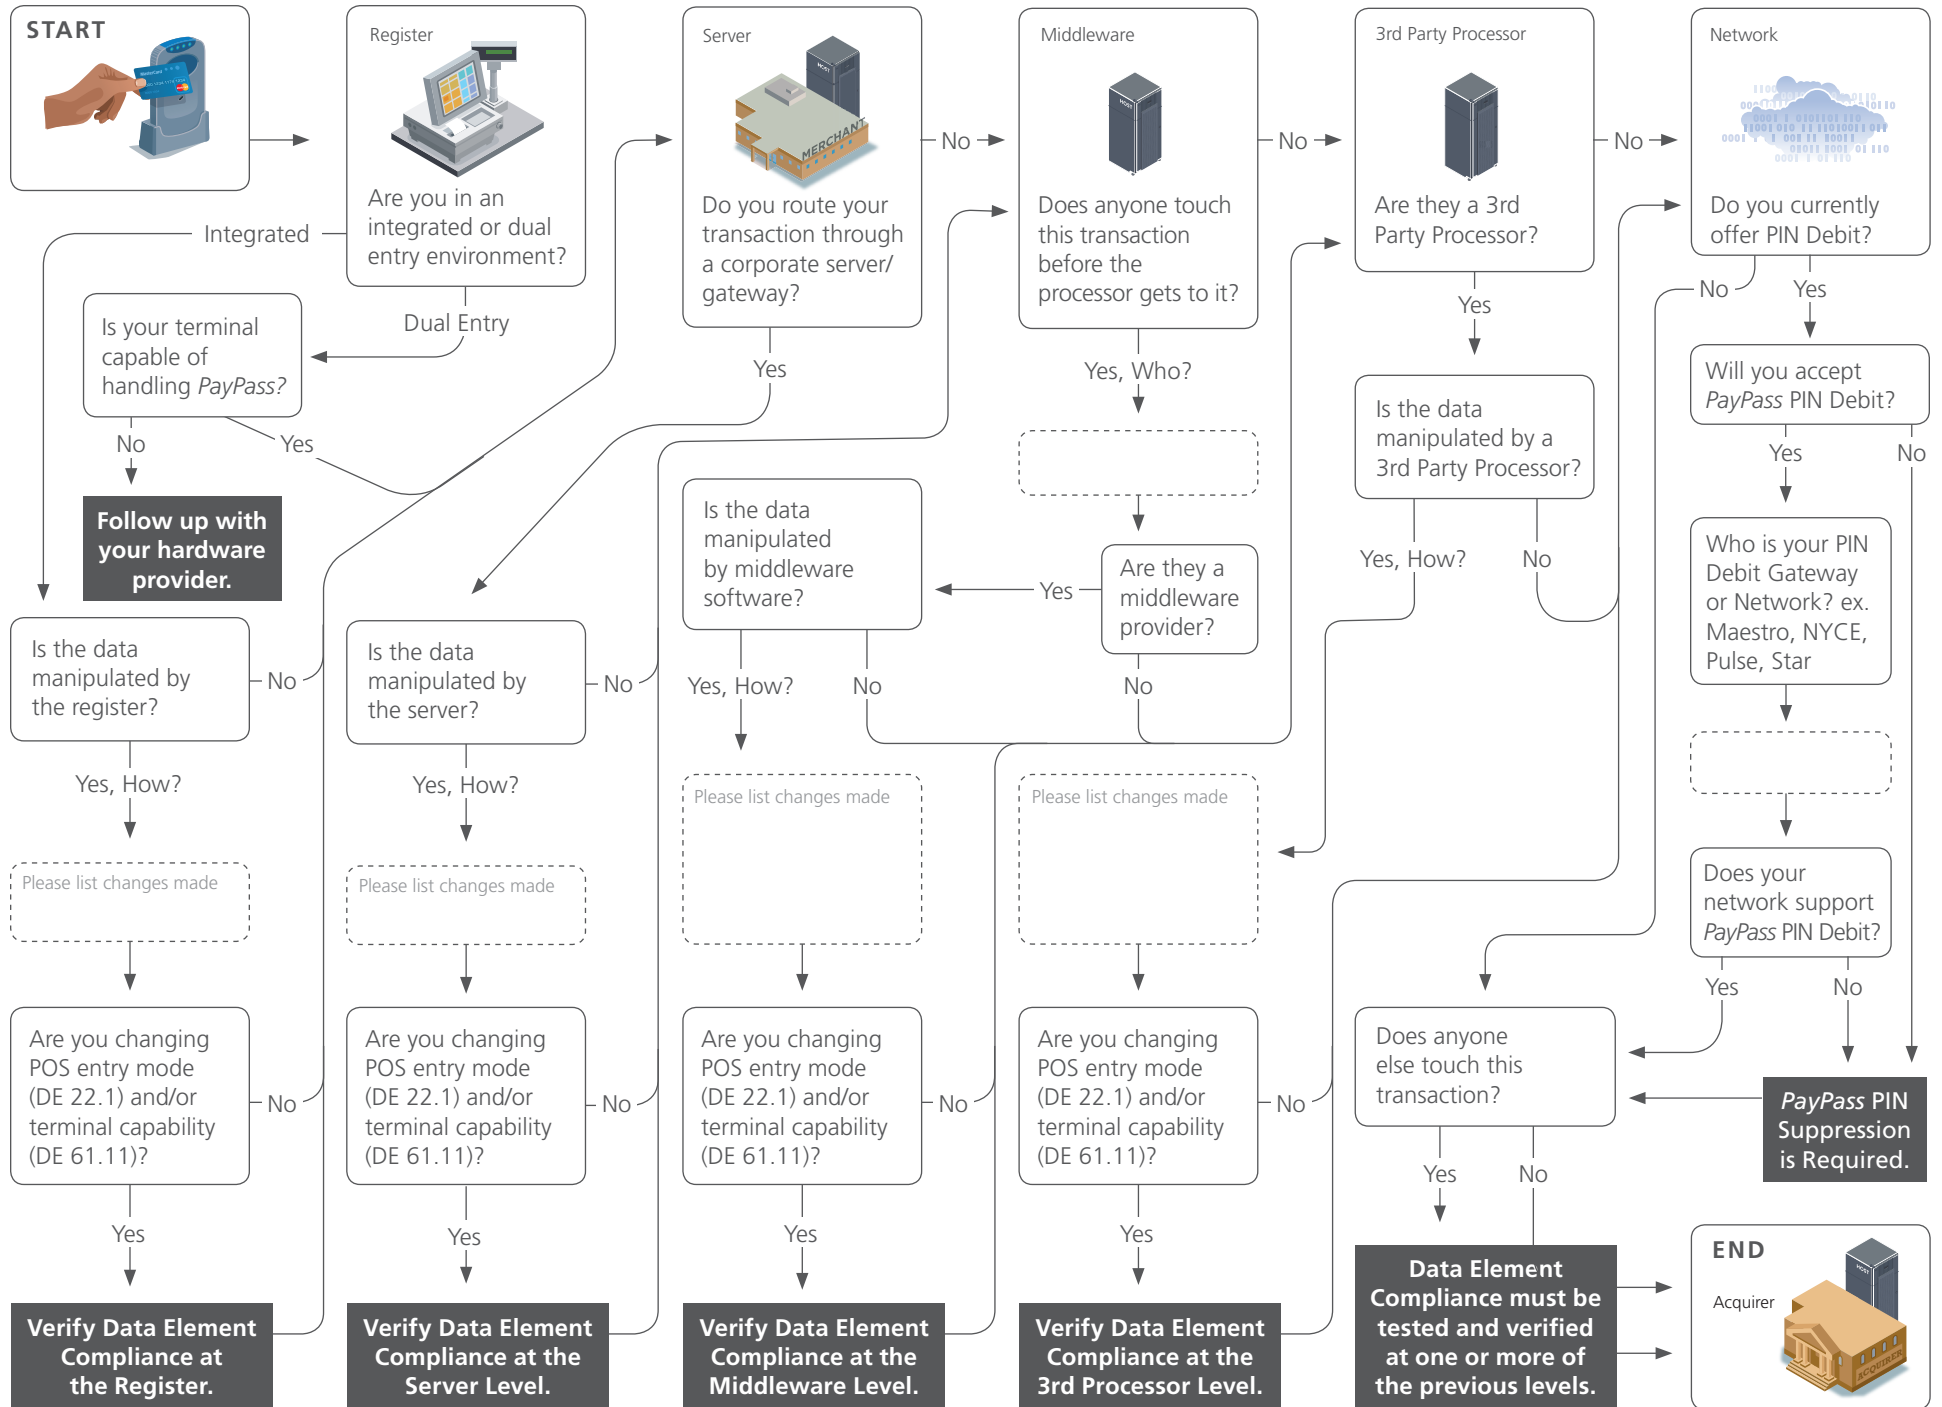 START
Register
Are you in an
integrated or dual
entry environment?
Integrated
Dual Entry
Is your terminal
capable of
handling PayPass?
No
Yes
Follow up with
your hardware
provider.
Is the data
manipulated by
the register?
No
Yes, How?
Please list changes made
Are you changing
POS entry mode
(DE 22.1) and/or
terminal capability
(DE 61.11)?
No
Yes
Verify Data Element
Compliance at
the Register.
Server
HOST
MERCHANT
Do you route your
transaction through
a corporate server/
gateway?
No
Yes
Is the data
manipulated by
the server?
No
Yes, How?
Please list changes made
Are you changing
POS entry mode
(DE 22.1) and/or
terminal capability
(DE 61.11)?
No
Yes
Verify Data Element
Compliance at the
Server Level.
Middleware
HOST
Does anyone touch
this transaction
before the
processor gets to it?
No
Yes, Who?
Are they a
middleware
provider?
Yes
No
Is the data
manipulated
by middleware
software?
Yes, How?
No
Please list changes made
Are you changing
POS entry mode
(DE 22.1) and/or
terminal capability
(DE 61.11)?
No
Yes
Verify Data Element
Compliance at the
Middleware Level.
3rd Party Processor
HOST
Are they a 3rd
Party Processor?
No
Yes
Is the data
manipulated by a
3rd Party Processor?
Yes, How?
No
Please list changes made
Are you changing
POS entry mode
(DE 22.1) and/or
terminal capability
(DE 61.11)?
No
Yes
Verify Data Element
Compliance at the
3rd Processor Level.
Network
Do you currently
offer PIN Debit?
No
Yes
Will you accept
PayPass PIN Debit?
Yes
No
Who is your PIN
Debit Gateway
or Network? ex.
Maestro, NYCE,
Pulse, Star
Does your
network support
PayPass PIN Debit?
Yes
No
PayPass PIN
Suppression
is Required.
Does anyone
else touch this
transaction?
Yes
No
Data Element
Compliance must be
tested and verified
at one or more of
the previous levels.
END
Acquirer
HOST
ACQUIRER